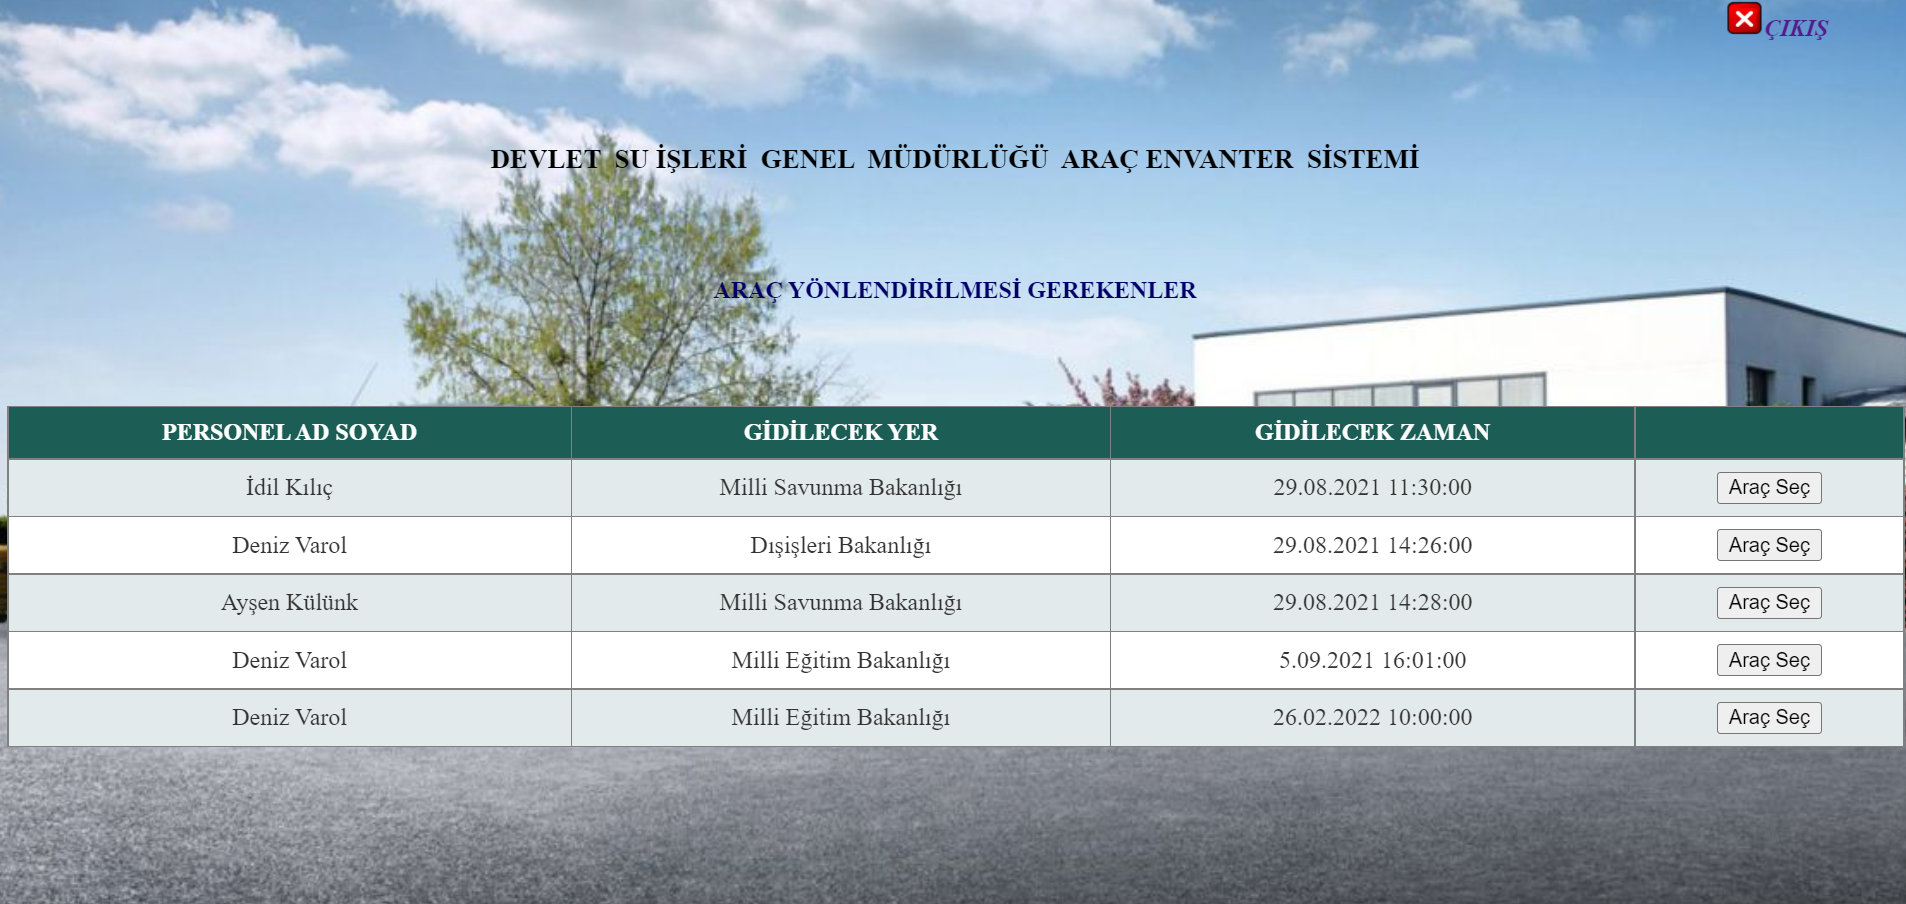 ÇIKIŞ
DEVLET SU İŞLERİ GENEL MÜDÜRLÜĞÜ ARAÇ ENVANTER SİSTEMİ
ARAÇ YÖNLENDİRİLMESİ GEREKENLER
PERSONEL AD SOYAD GİDİLECEK YER GİDİLECEK ZAMAN
İdil Kılıç Milli Savunma Bakanlığı 29.08.2021 11:30:00 Araç Seç
Deniz Varol Dışişleri Bakanlığı 29.08.2021 14:26:00 Araç Seç
Ayşen Külünk Milli Savunma Bakanlığı 29.08.2021 14:28:00 Araç Seç
Deniz Varol Milli Eğitim Bakanlığı 5.09.2021 16:01:00 Araç Seç
Deniz Varol Milli Eğitim Bakanlığı 26.02.2022 10:00:00 Araç Seç